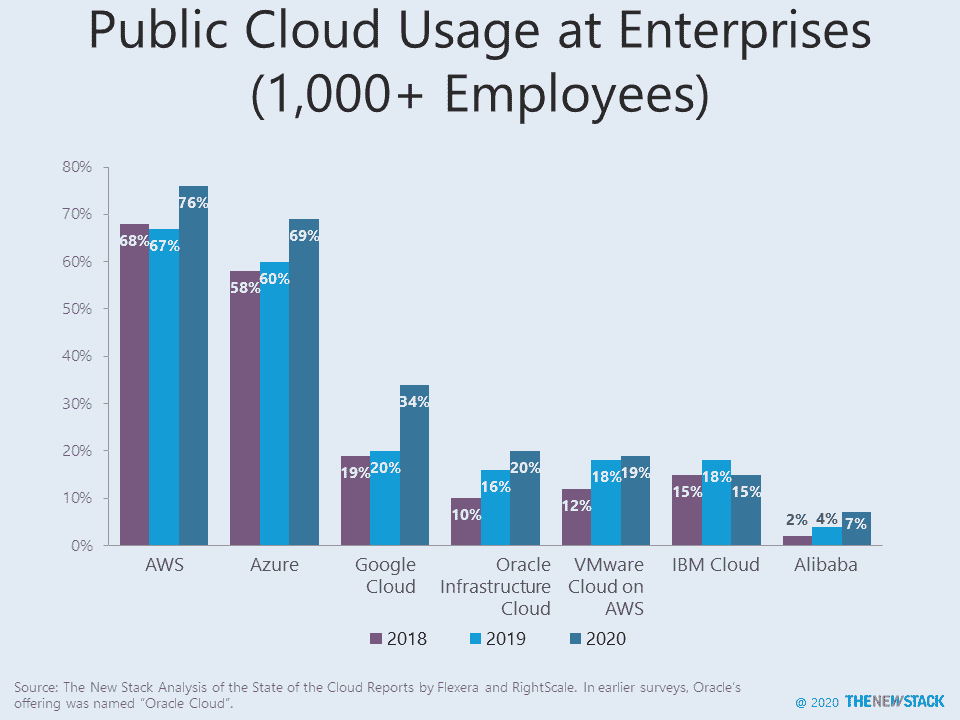 Public Cloud Usage at Enterprises
(1,000+ Employees)
80%
70%
60%
50%
40%
30%
20%
10%
0%
68%
67%
76%
58%
60%
69%
19%
20%
34%
10%
16%
20%
12%
18%
19%
15%
18%
15%
2%
4%
7%
AWS
Azure
Google
Cloud
Oracle
Infrastructure
Cloud
VMware
Cloud on
AWS
IBM Cloud
Alibaba
2018
2019
2020
Source: The New Stack Analysis of the State of the Cloud Reports by Flexera and RightScale. In earlier surveys, Oracle's
offering was named “Oracle Cloud”.
@ 2020 THENEWSTACK